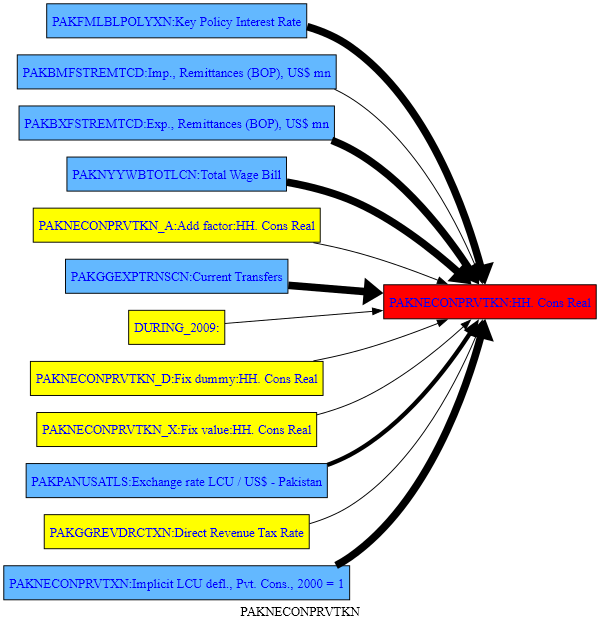 PAKFMLBLPOLYXN:Key Policy Interest Rate
PAKBMFSTREMTCD:Imp., Remittances (BOP), US$ mn
PAKBXFSTREMTCD:Exp., Remittances (BOP), US$ mn
PAKNYYWBTOTLCN:Total Wage Bill
PAKNECONPRVTKN_A:Add factor:HH. Cons Real
PAKGGEXPTRNSCN:Current Transfers
PAKNECONPRVTKN:HH. Cons Real
DURING_2009:
PAKNECONPRVTKN_D:Fix dummy:HH. Cons Real
PAKNECONPRVTKN_X:Fix value:HH. Cons Real
PAKPANUSATLS:Exchange rate LCU / US$ - Pakistan
PAKGGREVDRCTXN:Direct Revenue Tax Rate
PAKNECONPRVTXN:Implicit LCU defl., Pvt. Cons., 2000 = 1
PAKNECONPRVTKN